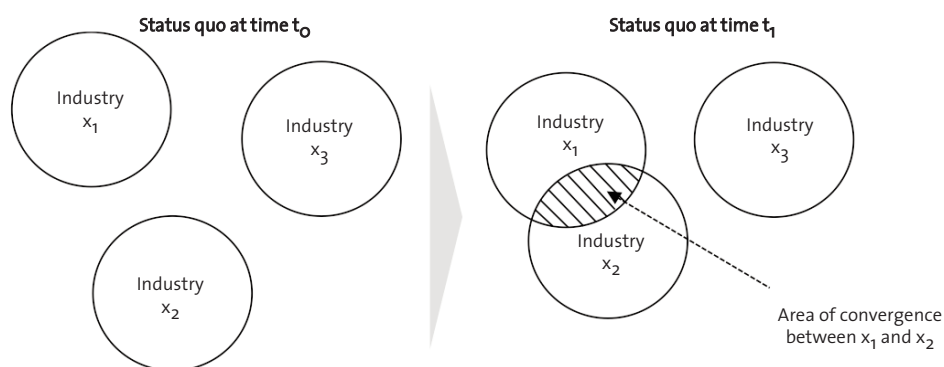 Status quo at time t₀
Industry
x₁
Industry
x₃
Industry
x₂
Status quo at time t₁
Industry
x₁
Industry
x₃
Industry
x₂
Area of convergence
between x₁ and x₂